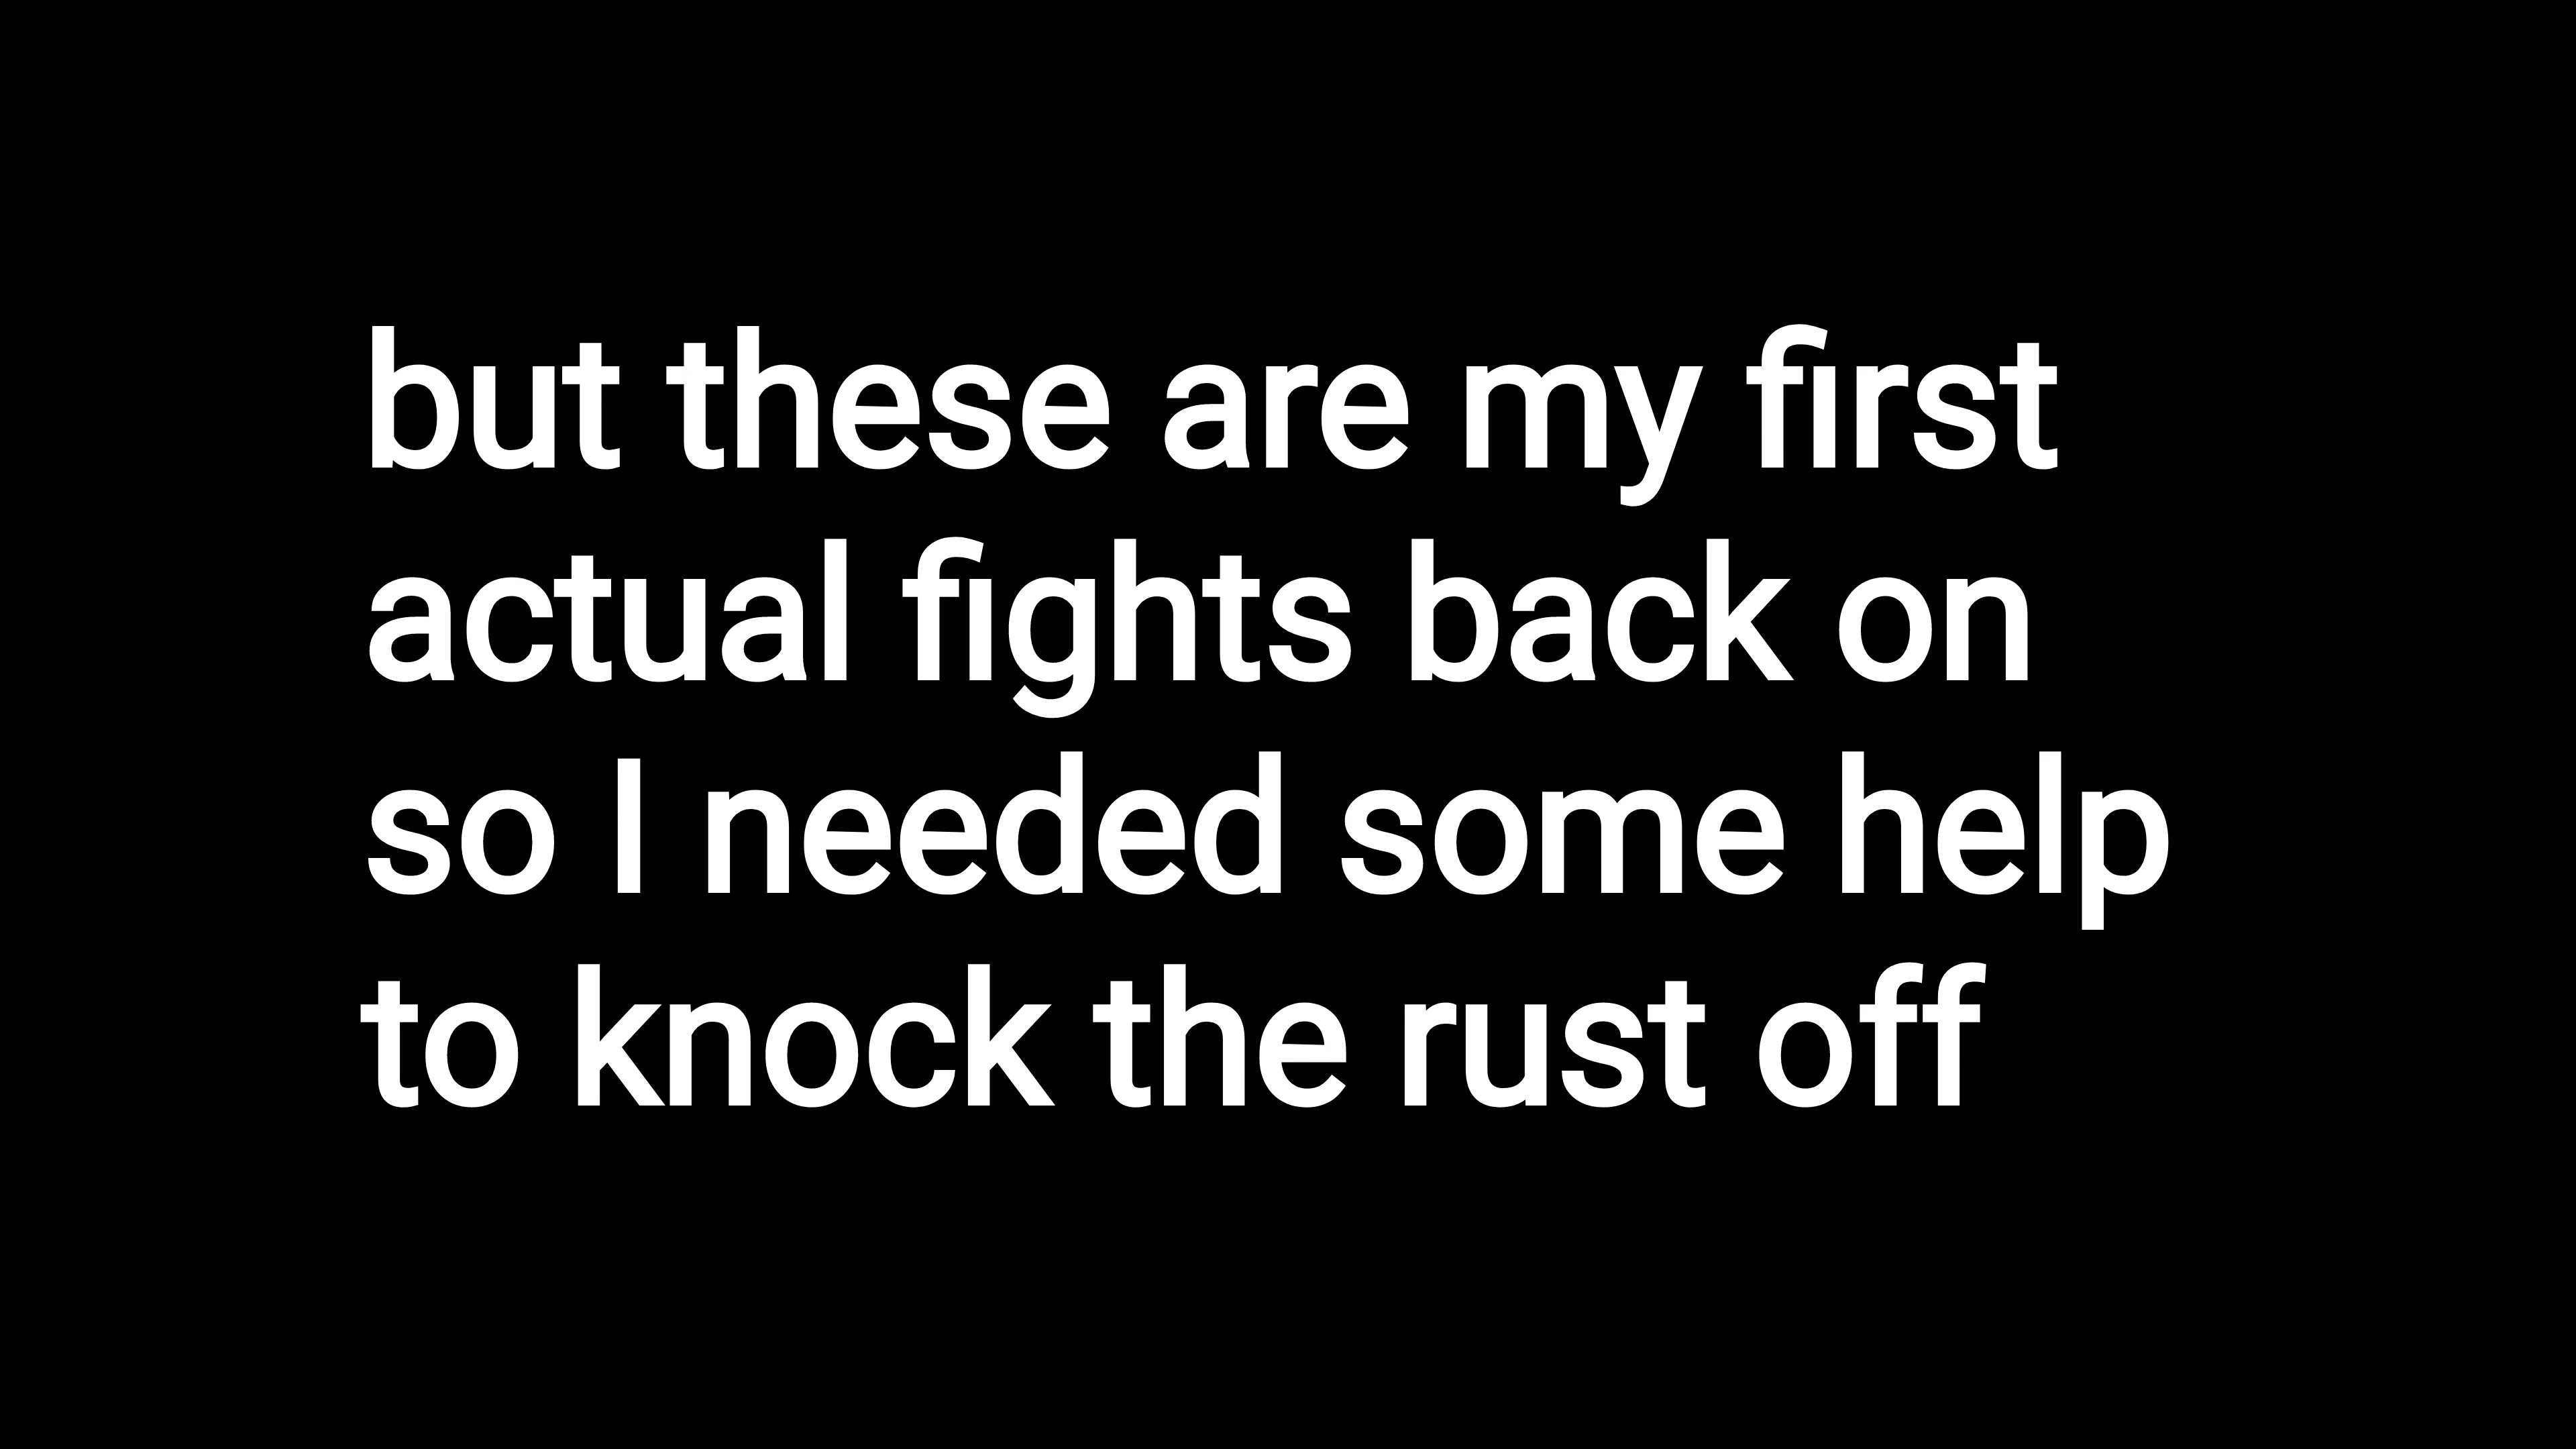 but these are my first
actual fights back on
so I needed some help
to knock the rust off